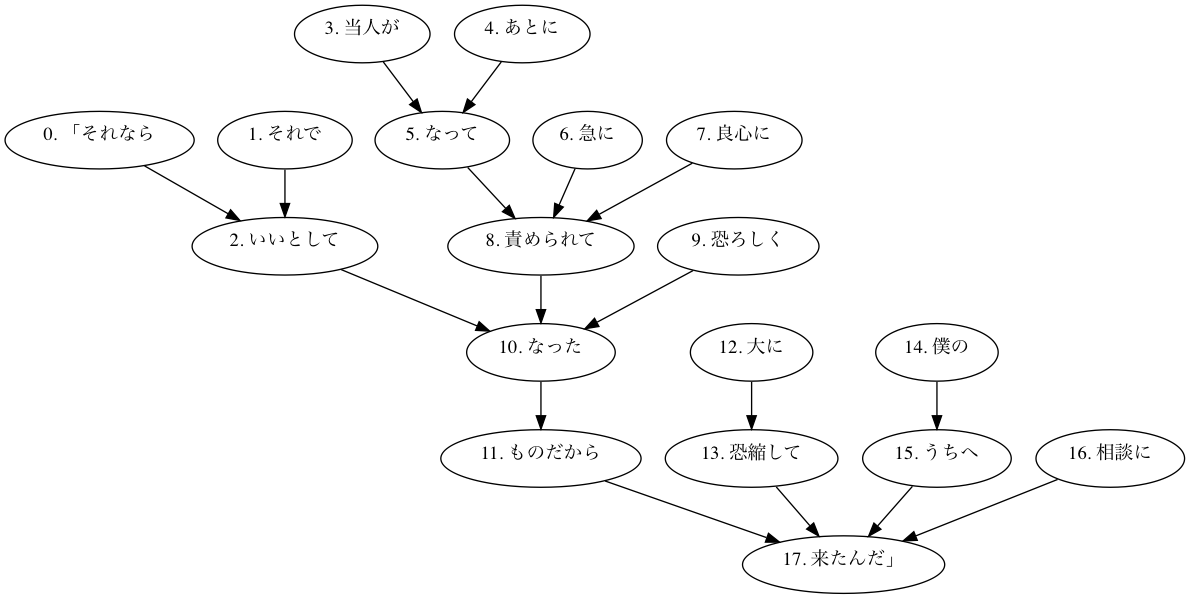 3. 当人が
4. あとに
0. 「それなら
1. それで
5. なって
6. 急に
7. 良心に
2. いいとして
8. 責められて
9. 恐ろしく
10. なった
12. 大に
14. 僕の
11. ものだから
13. 恐縮して
15. うちへ
16. 相談に
17. 来たんだ」